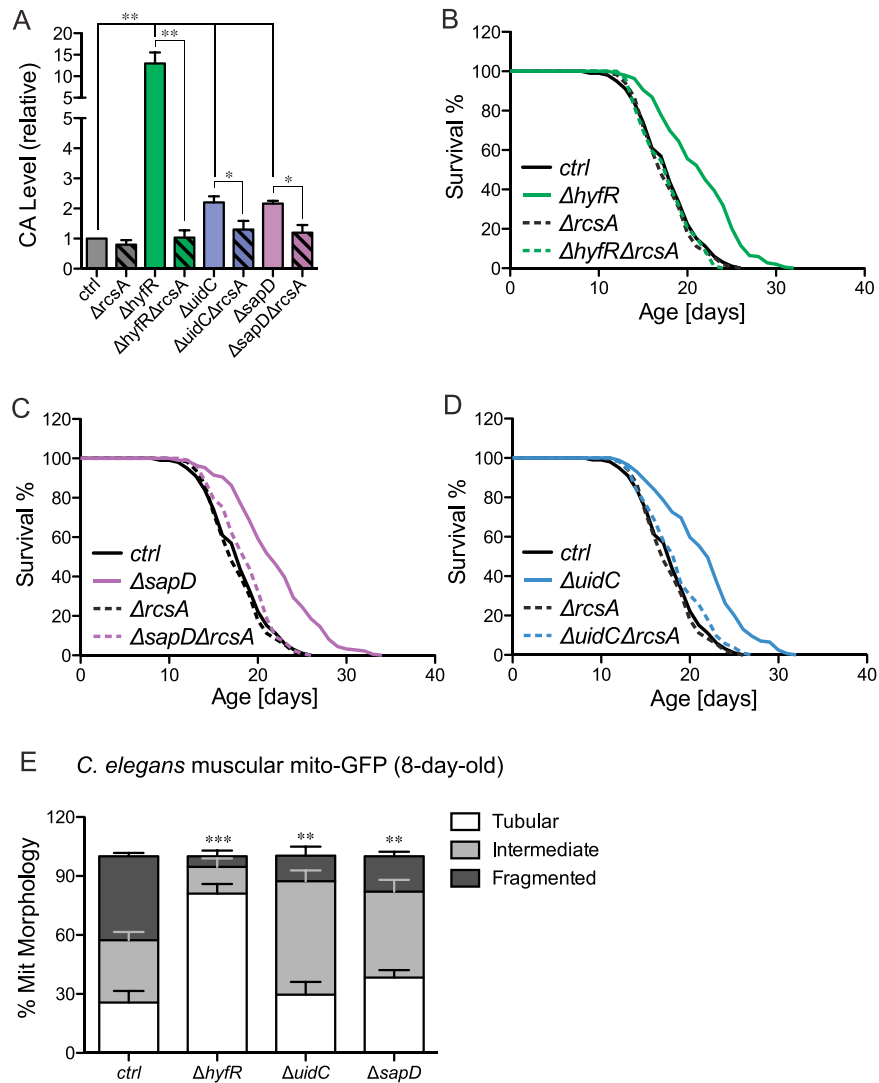 A
CA Level (relative)
15
10
5
4
3
2
1
0
**
**
*
*
ctrl
ΔrcsA
ΔhyfR
ΔhyfRΔrcsA
ΔuidC
ΔuidCΔrcsA
ΔsapD
ΔsapDΔrcsA
B
Survival %
120
100
80
60
40
20
0
ctrl
ΔhyfR
ΔrcsA
ΔhyfRΔrcsA
0 10 20 30 40
Age [days]
C
Survival %
120
100
80
60
40
20
0
ctrl
ΔsapD
ΔrcsA
ΔsapDΔrcsA
0 10 20 30 40
Age [days]
D
Survival %
120
100
80
60
40
20
0
ctrl
ΔuidC
ΔrcsA
ΔuidCΔrcsA
0 10 20 30 40
Age [days]
E C. elegans muscular mito-GFP (8-day-old)
% Mit Morphology
120
90
60
30
0
*** ** **
Tubular
Intermediate
Fragmented
ctrl ΔhyfR ΔuidC ΔsapD